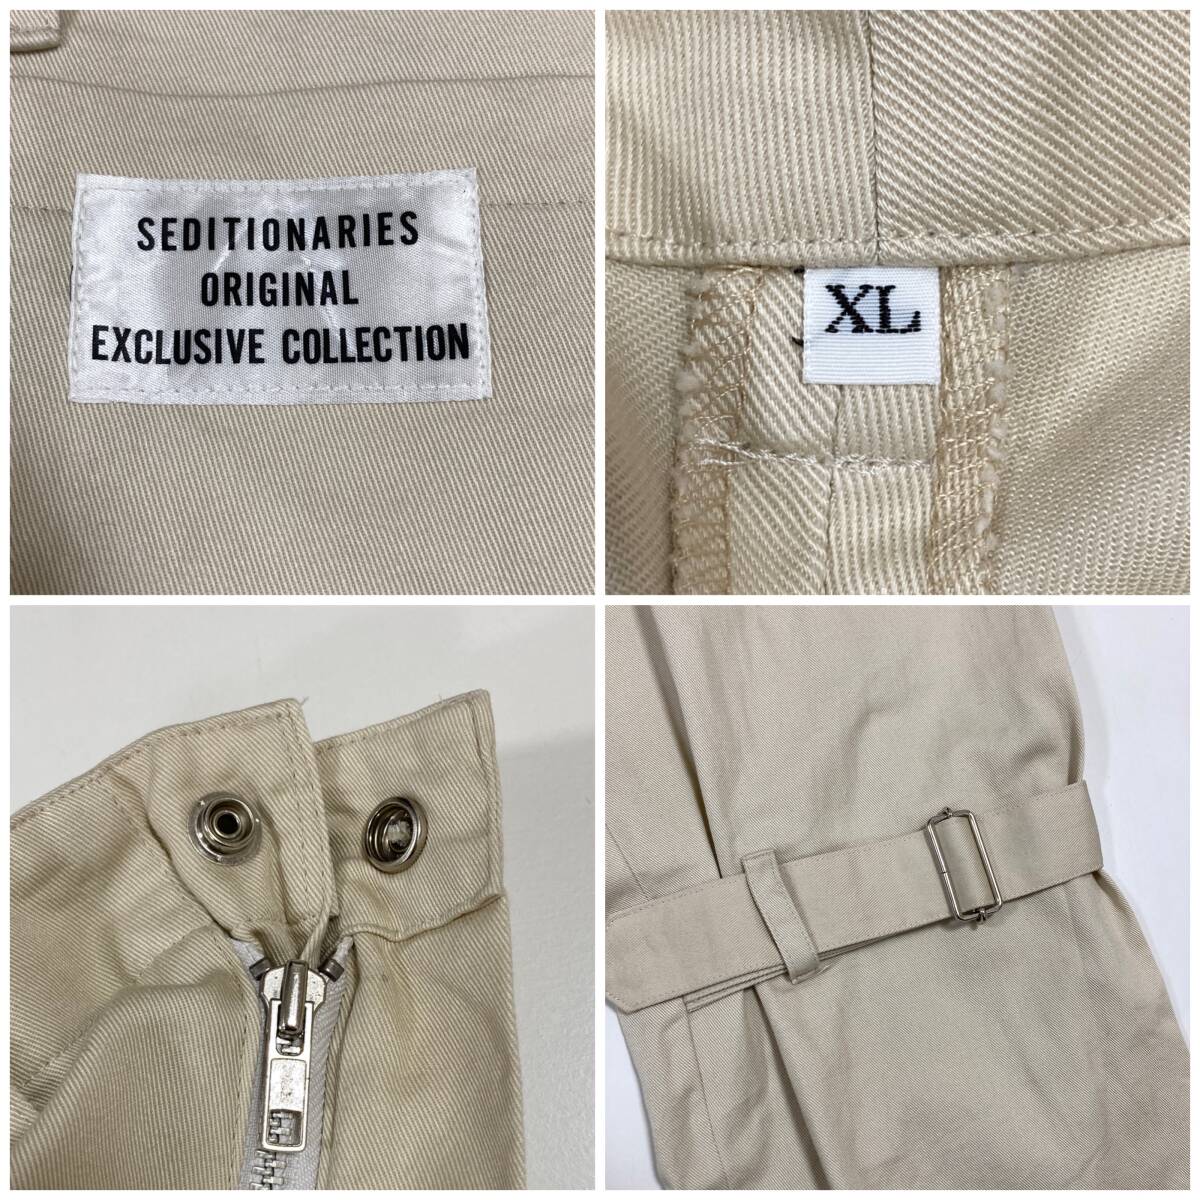 SEDITIONARIES
ORIGINAL
EXCLUSIVE COLLECTION
XL